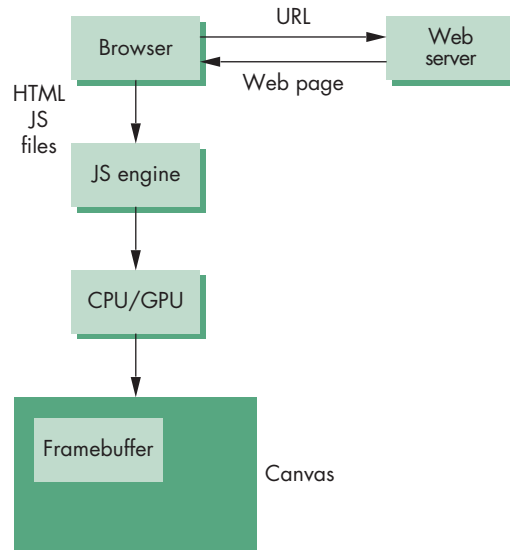 URL
Browser
Web
server
Web page
HTML
JS
files
JS engine
CPU/GPU
Framebuffer
Canvas